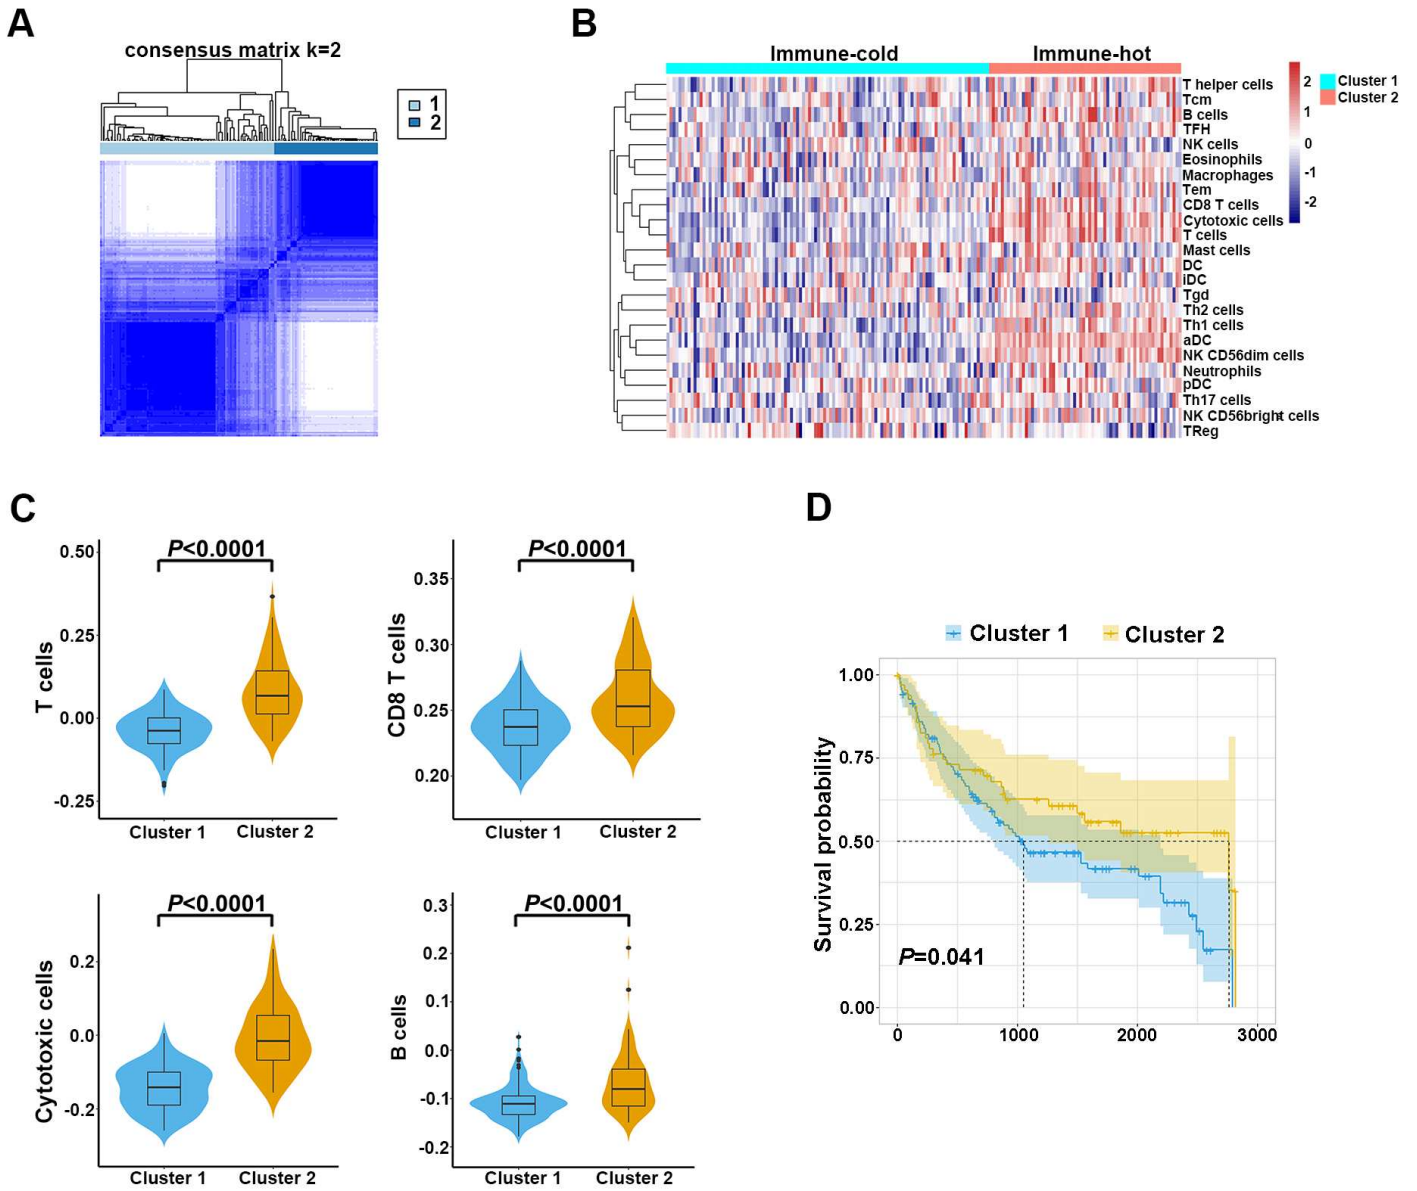 A
consensus matrix k=2
1
2
B
Immune-cold
Immune-hot
T helper cells
Tcm
B cells
TFH
NK cells
Eosinophils
Macrophages
Tem
CD8 T cells
Cytotoxic cells
T cells
Mast cells
DC
iDC
Tgd
Th2 cells
Th1 cells
aDC
NK CD56dim cells
Neutrophils
pDC
Th17 cells
NK CD56bright cells
TReg
2
1
0
-1
-2
Cluster 1
Cluster 2
C
P<0.0001
T cells
0.50
0.25
0.00
-0.25
Cluster 1
Cluster 2
P<0.0001
CD8 T cells
0.35
0.30
0.25
0.20
Cluster 1
Cluster 2
P<0.0001
Cytotoxic cells
0.2
0.0
-0.2
Cluster 1
Cluster 2
P<0.0001
B cells
0.3
0.2
0.1
0.0
-0.1
-0.2
Cluster 1
Cluster 2
D
Cluster 1
Cluster 2
Survival probability
1.00
0.75
0.50
0.25
0.00
P=0.041
0
1000
2000
3000